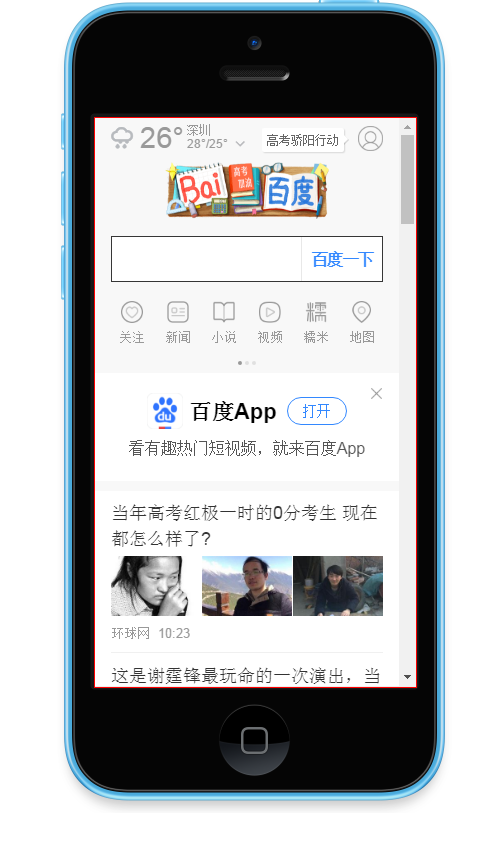 26°
深圳
28°/25°
高考骄阳行动
Bai
高考
加油
百度
百度一下
关注 新闻 小说 视频 糯米 地图
糯
du
百度App
打开
看有趣热门短视频，就来百度App
当年高考红极一时的0分考生 现在
都怎么样了?
环球网 10:23
这是谢霆锋最玩命的一次演出，当